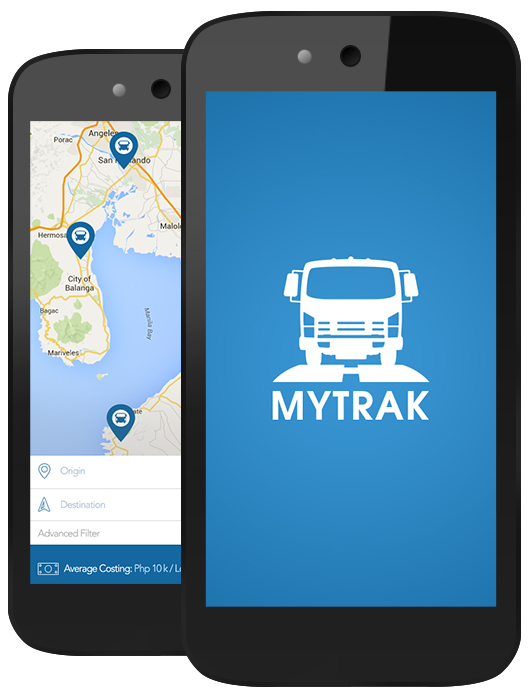 Angeles
Porac
San Fernando
Malolo
Hermosa
City of
Balanga
Bagac
Manila Bay
Mariveles
Origin
Destination
Advanced Filter
Average Costing: Php 10 k / L
MYTRAK